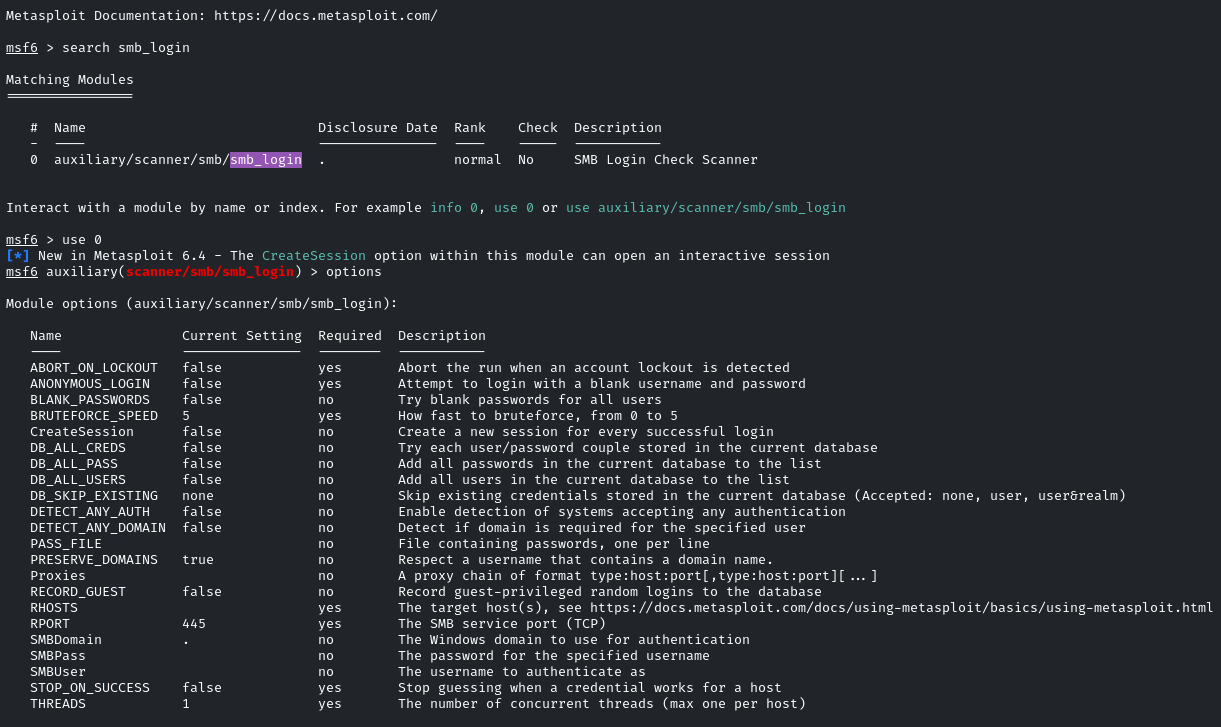 Metasploit Documentation: https://docs.metasploit.com/
msf6 > search smb_login
Matching Modules
================
# Name Disclosure Date Rank Check Description
- ---- --------------- ---- ----- -----------
0 auxiliary/scanner/smb/smb_login . normal No SMB Login Check Scanner
Interact with a module by name or index. For example info 0, use 0 or use auxiliary/scanner/smb/smb_login
msf6 > use 0
[*] New in Metasploit 6.4 - The CreateSession option within this module can open an interactive session
msf6 auxiliary(scanner/smb/smb_login) > options
Module options (auxiliary/scanner/smb/smb_login):
Name Current Setting Required Description
---- --------------- -------- -----------
ABORT_ON_LOCKOUT false yes Abort the run when an account lockout is detected
ANONYMOUS_LOGIN false yes Attempt to login with a blank username and password
BLANK_PASSWORDS false no Try blank passwords for all users
BRUTEFORCE_SPEED 5 yes How fast to bruteforce, from 0 to 5
CreateSession false no Create a new session for every successful login
DB_ALL_CREDS false no Try each user/password couple stored in the current database
DB_ALL_PASS false no Add all passwords in the current database to the list
DB_ALL_USERS false no Add all users in the current database to the list
DB_SKIP_EXISTING none no Skip existing credentials stored in the current database (Accepted: none, user, user&realm)
DETECT_ANY_AUTH false no Enable detection of systems accepting any authentication
DETECT_ANY_DOMAIN false no Detect if domain is required for the specified user
PASS_FILE no File containing passwords, one per line
PRESERVE_DOMAINS true no Respect a username that contains a domain name.
Proxies no A proxy chain of format type:host:port[,type:host:port][...]
RECORD_GUEST false no Record guest-privileged random logins to the database
RHOSTS yes The target host(s), see https://docs.metasploit.com/docs/using-metasploit/basics/using-metasploit.html
RPORT 445 yes The SMB service port (TCP)
SMBDomain . no The Windows domain to use for authentication
SMBPass no The password for the specified username
SMBUser no The username to authenticate as
STOP_ON_SUCCESS false yes Stop guessing when a credential works for a host
THREADS 1 yes The number of concurrent threads (max one per host)